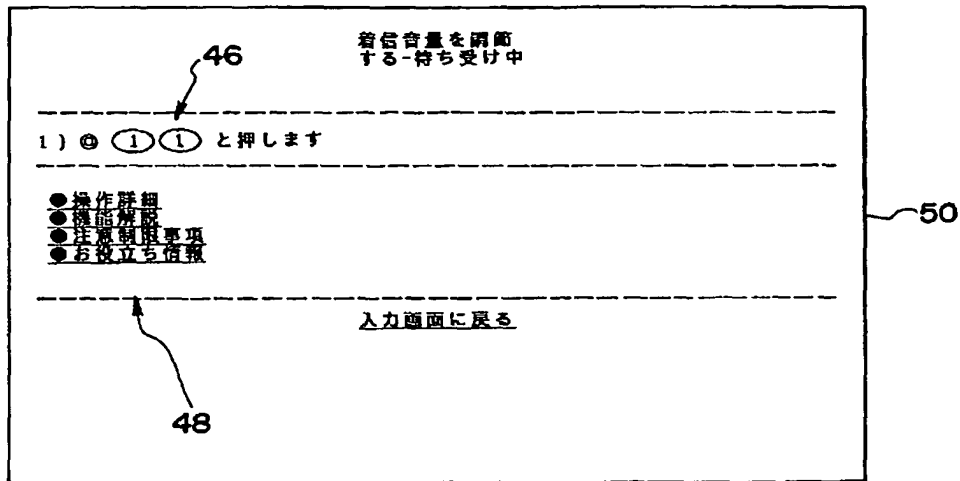 着信音量を調節
する-待ち受け中
46
1) @ ① ① と押します
●操作詳細
●機能解説
●注意制限事項
●お役立ち情報
50
入力画面に戻る
48